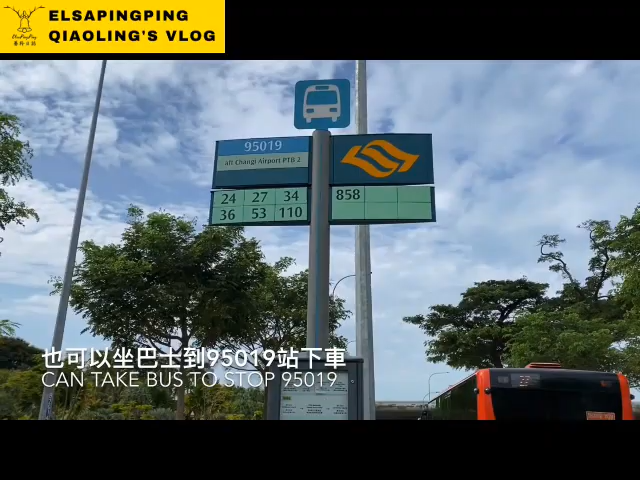 ELSAPINGPING
QIAOLING'S VLOG
95019
aft Changi Airport PTB 2
24 27 34
36 53 110
858
也可以坐巴士到95019站下車
CAN TAKE BUS TO STOP 95019